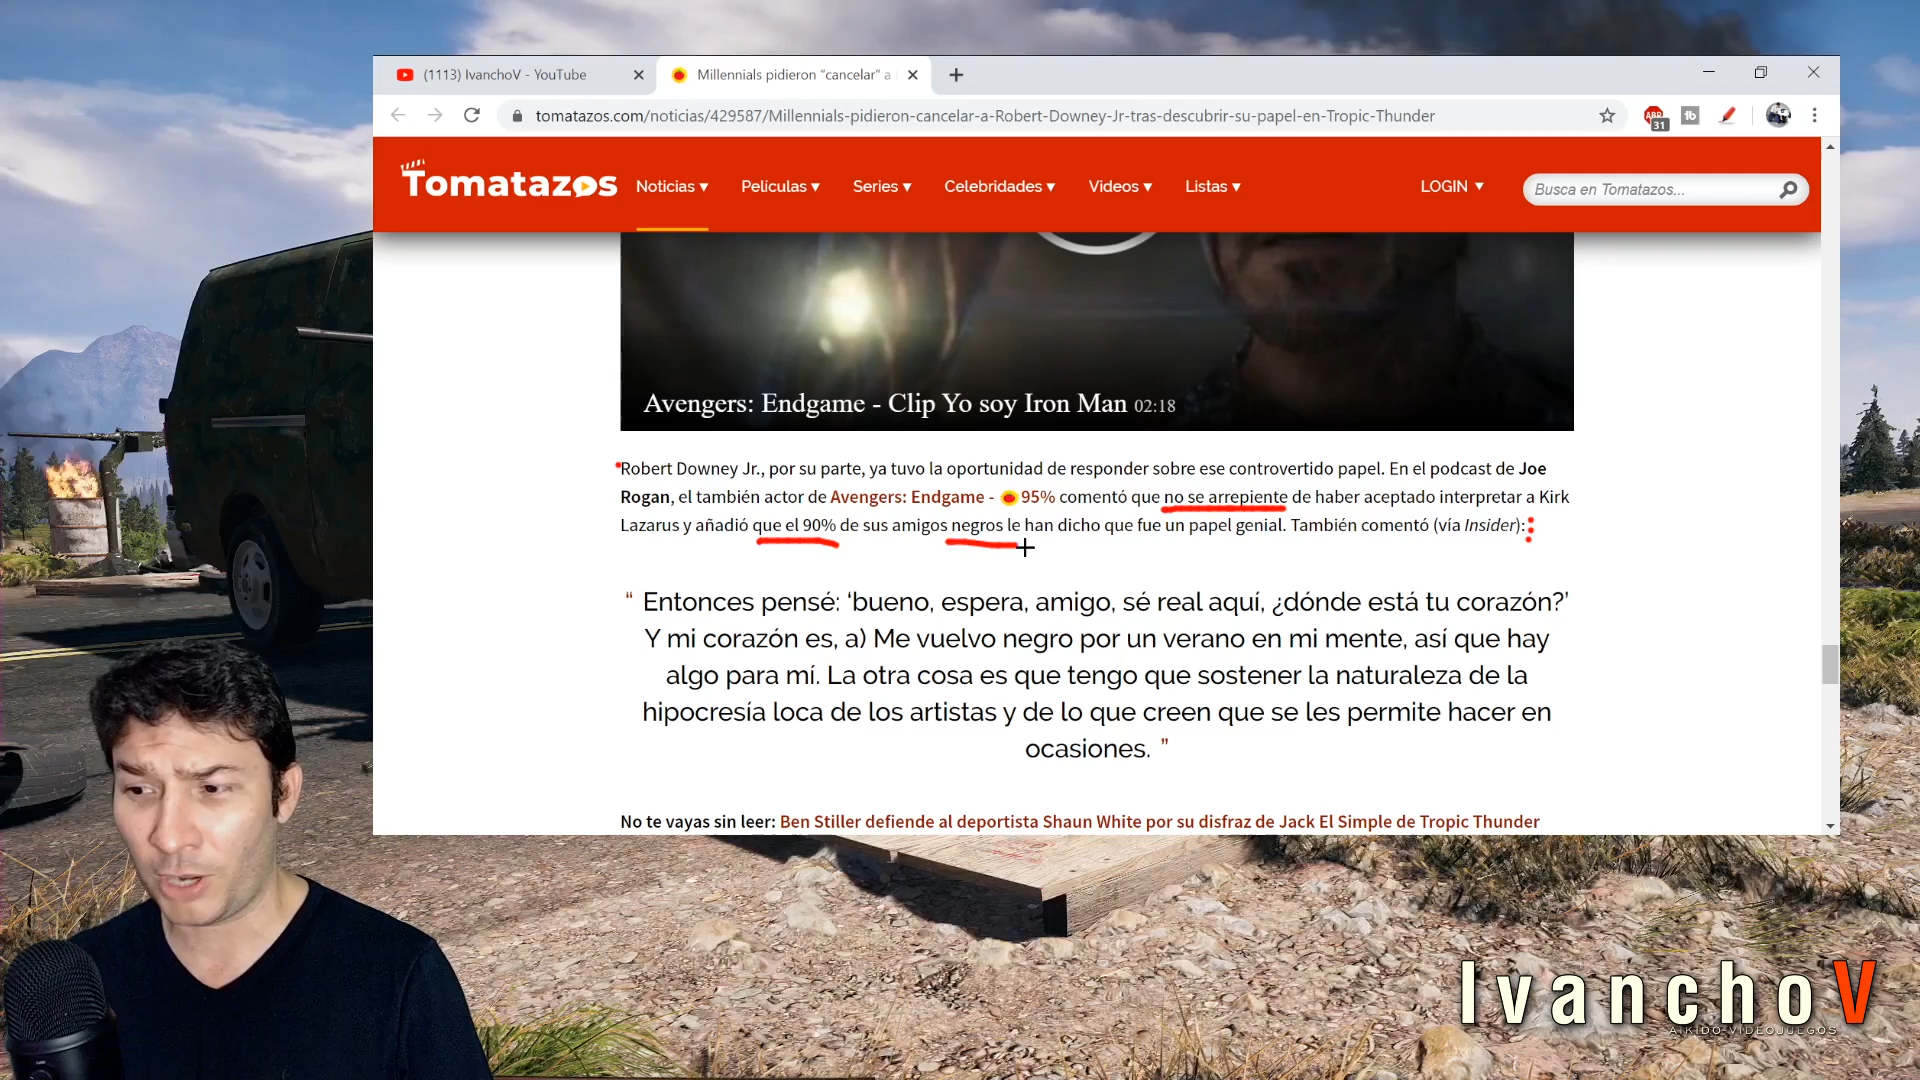 (1113) IvanchoV - YouTube
Millennials pidieron "cancelar" a
tomatazos.com/noticias/429587/Millennials-pidieron-cancelar-a-Robert-Downey-Jr-tras-descubrir-su-papel-en-Tropic-Thunder
ABP
31
tb
Tomatazos
Noticias ▾
Películas ▾
Series ▾
Celebridades ▾
Videos ▾
Listas ▾
LOGIN ▾
Busca en Tomatazos...
Avengers: Endgame - Clip Yo soy Iron Man 02:18
Robert Downey Jr., por su parte, ya tuvo la oportunidad de responder sobre ese controvertido papel. En el podcast de Joe
Rogan, el también actor de Avengers: Endgame - 95% comentó que no se arrepiente de haber aceptado interpretar a Kirk
Lazarus y añadió que el 90% de sus amigos negros le han dicho que fue un papel genial. También comentó (vía Insider):
“ Entonces pensé: ‘bueno, espera, amigo, sé real aquí, ¿dónde está tu corazón?’
Y mi corazón es, a) Me vuelvo negro por un verano en mi mente, así que hay
algo para mí. La otra cosa es que tengo que sostener la naturaleza de la
hipocresía loca de los artistas y de lo que creen que se les permite hacer en
ocasiones. ”
No te vayas sin leer: Ben Stiller defiende al deportista Shaun White por su disfraz de Jack El Simple de Tropic Thunder
IvanchoV
AIKIDO-VIDEOJUEGOS